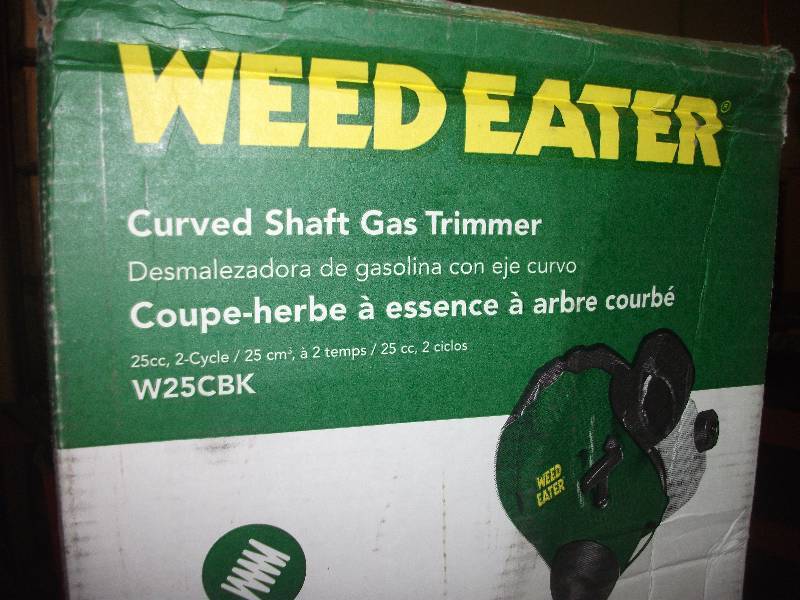 WEED EATER®
Curved Shaft Gas Trimmer
Desmalezadora de gasolina con eje curvo
Coupe-herbe à essence à arbre courbé
25cc, 2-Cycle / 25 cm³, à 2 temps / 25 cc, 2 ciclos
W25CBK
WEED
EATER